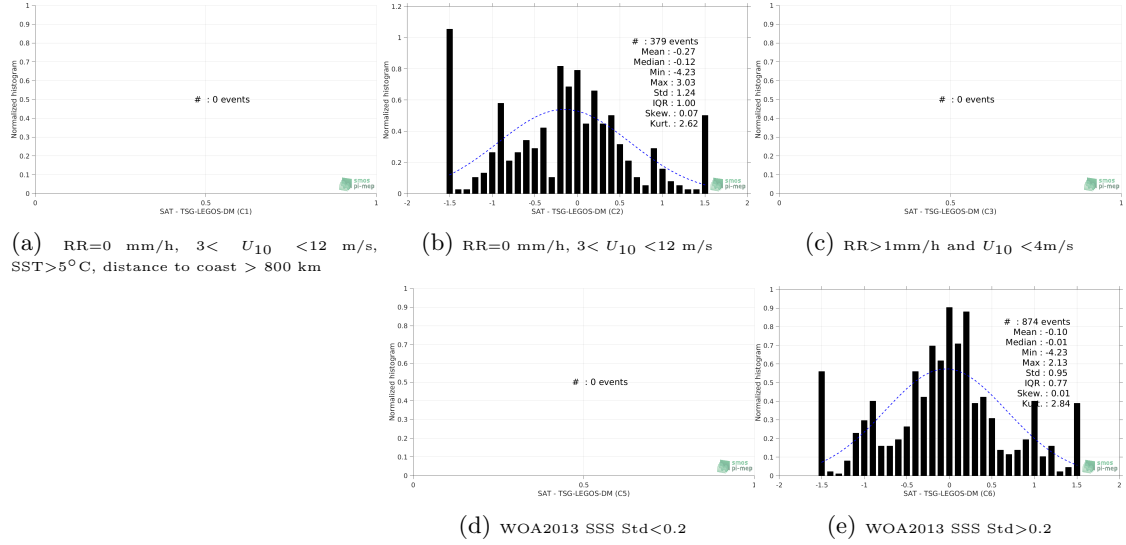 1
0.9
0.8
0.7
0.6
0.5
0.4
0.3
0.2
0.1
0
Normalized histogram
# : 0 events
smos
pi-mep
0 0.5 1
SAT - TSG-LEGOS-DM (C1)
(a) RR=0 mm/h, 3< U10 <12 m/s,
SST>5°C, distance to coast > 800 km
1.2
1
0.8
0.6
0.4
0.2
0
Normalized histogram
# : 379 events
Mean : -0.27
Median : -0.12
Min : -4.23
Max : 3.03
Std : 1.24
IQR : 1.00
Skew. : 0.07
Kurt. : 2.62
smos
pi-mep
-2 -1.5 -1 -0.5 0 0.5 1 1.5 2
SAT - TSG-LEGOS-DM (C2)
(b) RR=0 mm/h, 3< U10 <12 m/s
1
0.9
0.8
0.7
0.6
0.5
0.4
0.3
0.2
0.1
0
Normalized histogram
# : 0 events
smos
pi-mep
0 0.5 1
SAT - TSG-LEGOS-DM (C3)
(c) RR>1mm/h and U10 <4m/s
1
0.9
0.8
0.7
0.6
0.5
0.4
0.3
0.2
0.1
0
Normalized histogram
# : 0 events
smos
pi-mep
0 0.5 1
SAT - TSG-LEGOS-DM (C5)
(d) WOA2013 SSS Std<0.2
1
0.9
0.8
0.7
0.6
0.5
0.4
0.3
0.2
0.1
0
Normalized histogram
# : 874 events
Mean : -0.10
Median : -0.01
Min : -4.23
Max : 2.13
Std : 0.95
IQR : 0.77
Skew. : 0.01
Kurt. : 2.84
smos
pi-mep
-2 -1.5 -1 -0.5 0 0.5 1 1.5 2
SAT - TSG-LEGOS-DM (C6)
(e) WOA2013 SSS Std>0.2